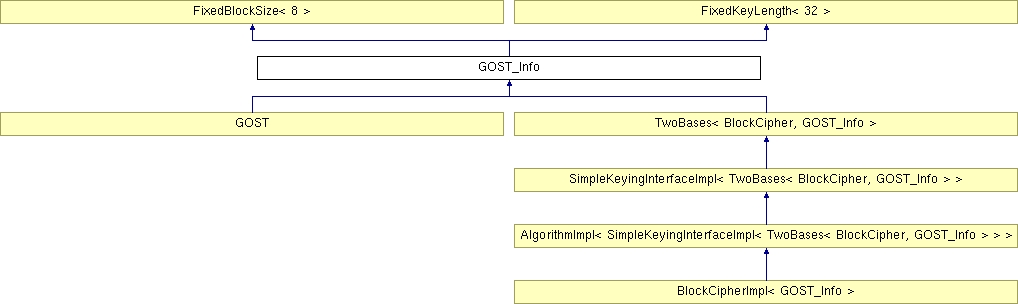 FixedBlockSize< 8 >
FixedKeyLength< 32 >
GOST_Info
GOST
TwoBases< BlockCipher, GOST_Info >
SimpleKeyingInterfaceImpl< TwoBases< BlockCipher, GOST_Info > >
AlgorithmImpl< SimpleKeyingInterfaceImpl< TwoBases< BlockCipher, GOST_Info > > >
BlockCipherImpl< GOST_Info >